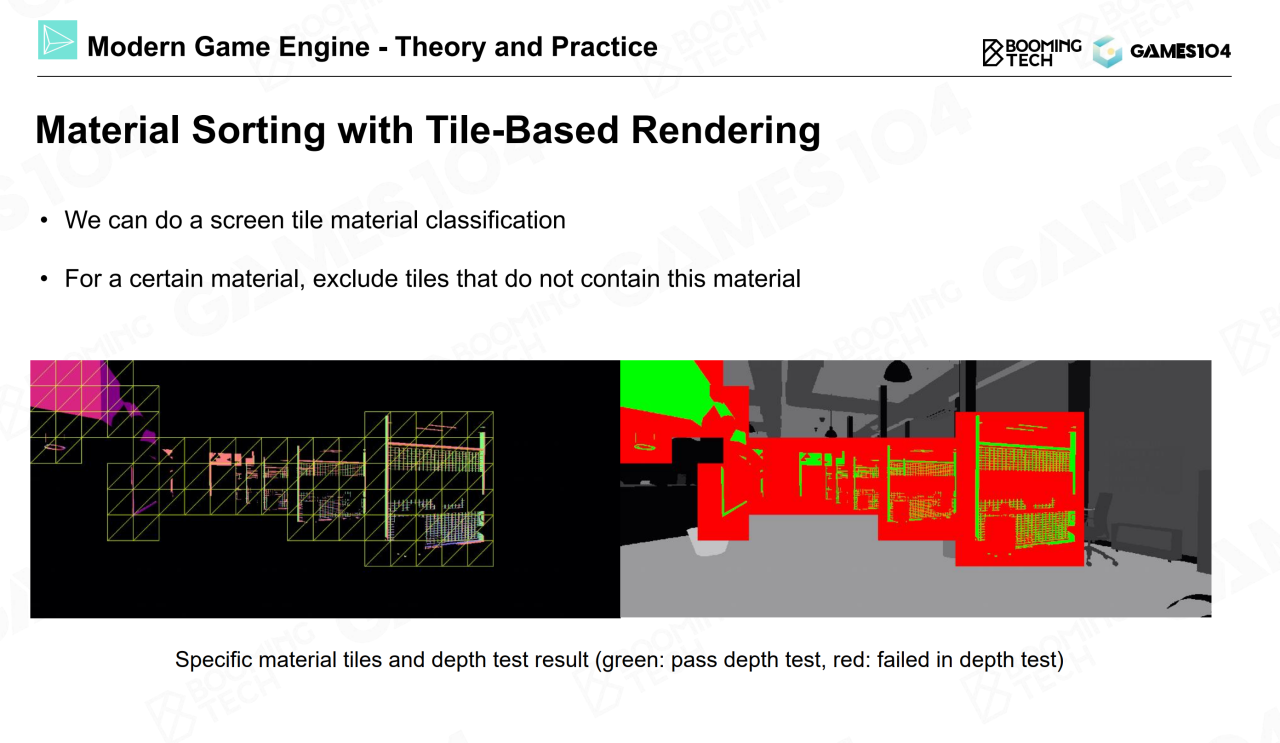 Modern Game Engine - Theory and Practice
BOOMING TECH
GAMES104
Material Sorting with Tile-Based Rendering
• We can do a screen tile material classification
• For a certain material, exclude tiles that do not contain this material
Specific material tiles and depth test result (green: pass depth test, red: failed in depth test)